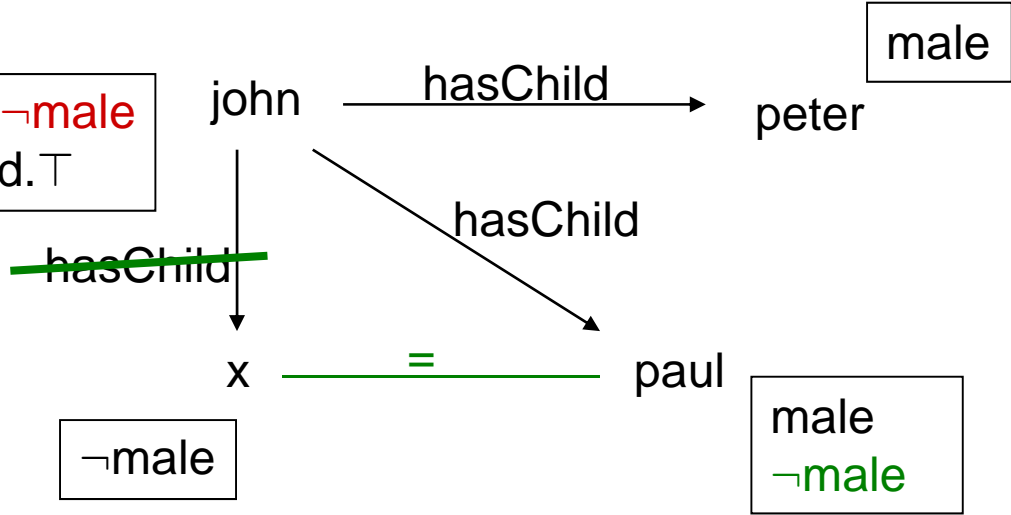 male
hasChild
john
peter
¬male
d.⊤
hasChild
hasChild
x
=
paul
¬male
male
¬male